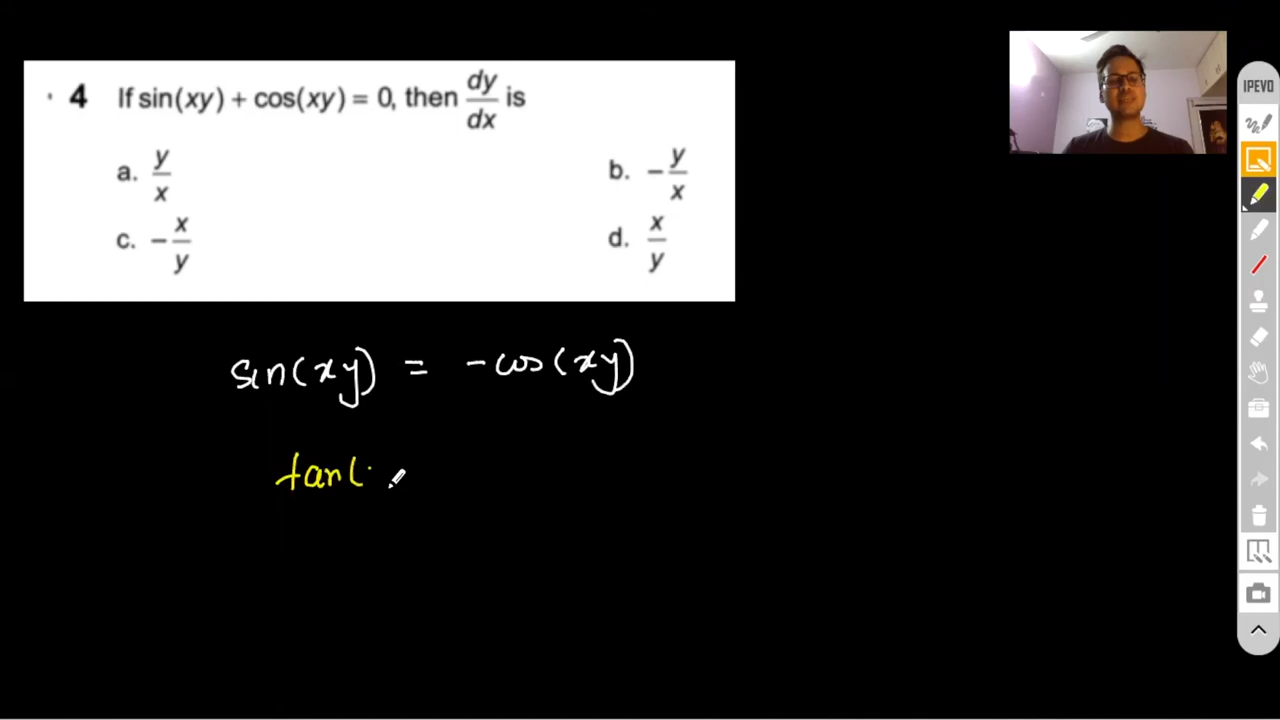 4 If sin(xy) + cos(xy) = 0, then dy/dx is
a. y/x
b. -y/x
c. -x/y
d. x/y
sin(xy) = -cos(xy)
tan(
IPEVO